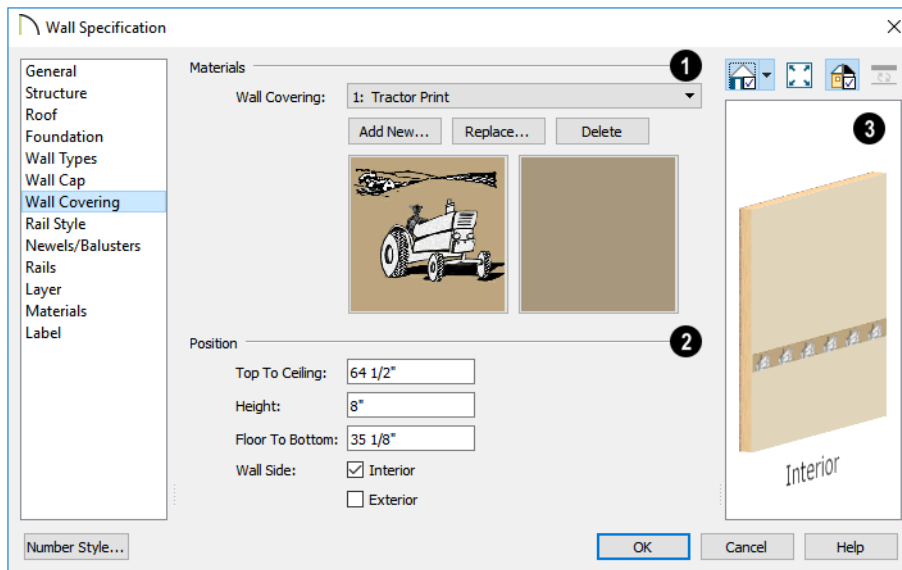 Wall Specification
General
Structure
Roof
Foundation
Wall Types
Wall Cap
Wall Covering
Rail Style
Newels/Balusters
Rails
Layer
Materials
Label
Materials
1
Wall Covering:
1: Tractor Print
Add New...
Replace...
Delete
Position
2
Top To Ceiling:
64 1/2"
Height:
8"
Floor To Bottom:
35 1/8"
Wall Side:
Interior
Exterior
3
Interior
Number Style...
OK
Cancel
Help